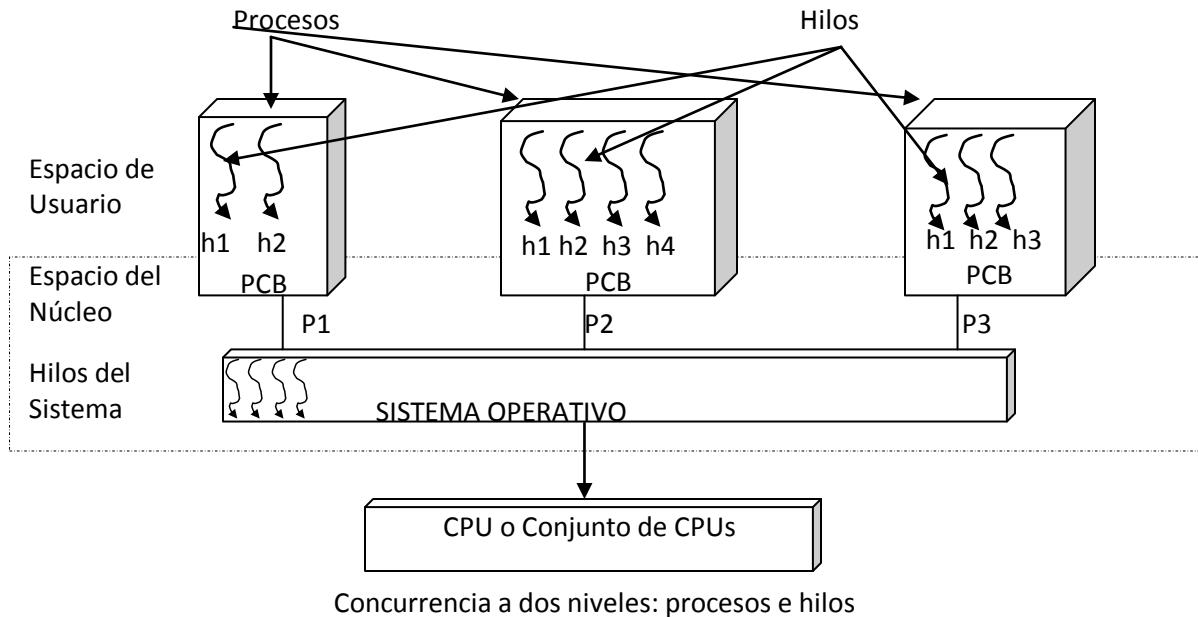 Procesos
Hilos
Espacio de
Usuario
h1 h2
h1 h2 h3 h4
h1 h2 h3
Espacio del
Núcleo
PCB
PCB
PCB
P1
P2
P3
Hilos del
Sistema
SISTEMA OPERATIVO
CPU o Conjunto de CPUs
Concurrencia a dos niveles: procesos e hilos